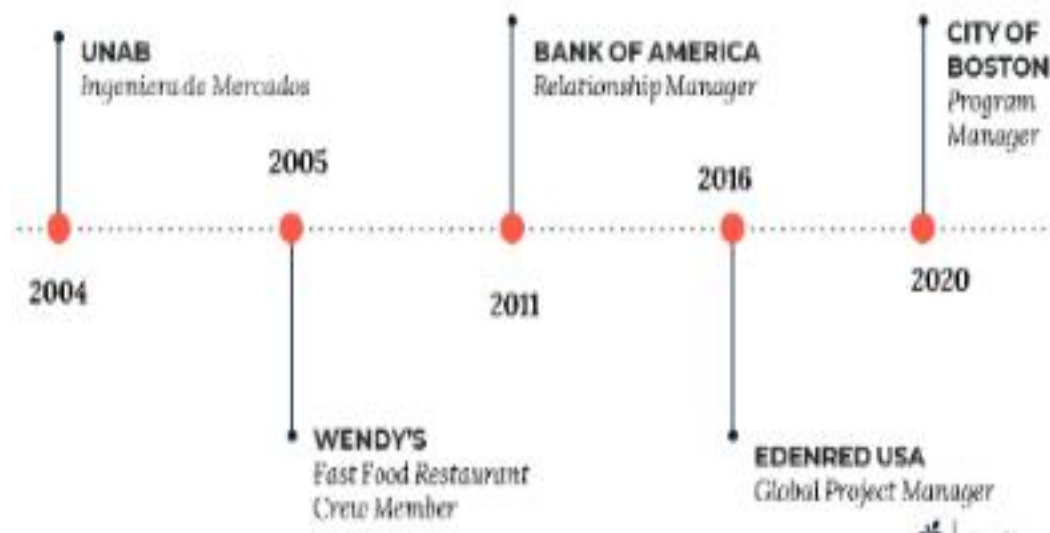 UNAB
Ingeniera de Mercados
2004
2005
WENDY'S
Fast Food Restaurant
Crew Member
BANK OF AMERICA
Relationship Manager
2011
2016
EDENRED USA
Global Project Manager
CITY OF
BOSTON
Program
Manager
2020